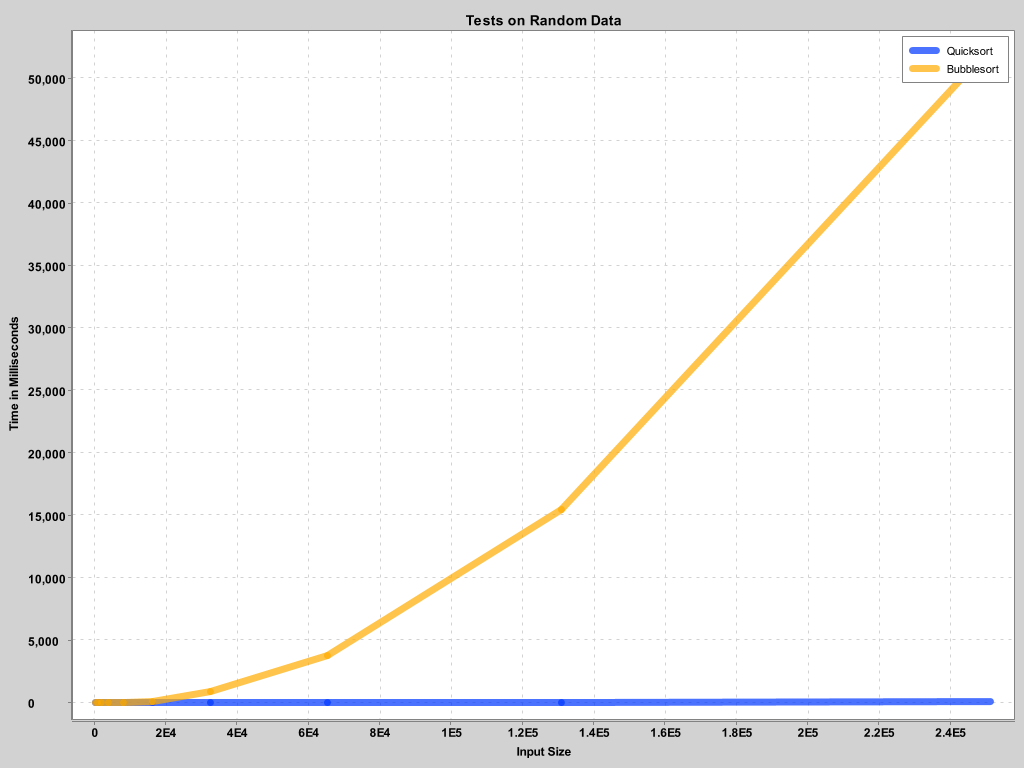 Tests on Random Data
Quicksort
Bubblesort
50,000
45,000
40,000
35,000
30,000
25,000
20,000
15,000
10,000
5,000
0
Time in Milliseconds
0 2E4 4E4 6E4 8E4 1E5 1.2E5 1.4E5 1.6E5 1.8E5 2E5 2.2E5 2.4E5
Input Size